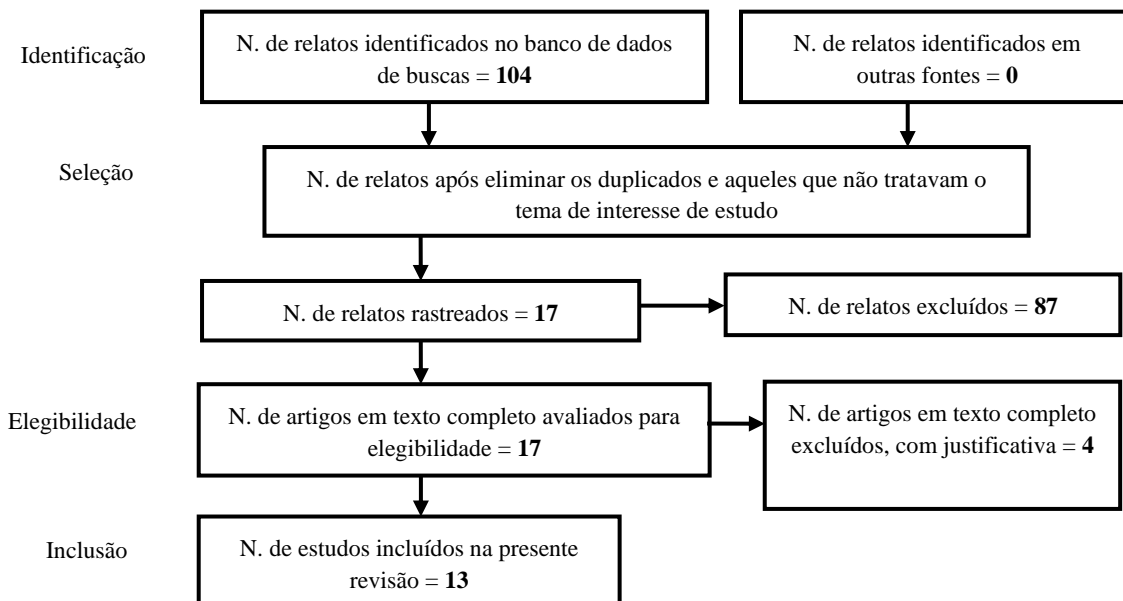 Identificação
N. de relatos identificados no banco de dados
de buscas = 104
N. de relatos identificados em
outras fontes = 0
Seleção
N. de relatos após eliminar os duplicados e aqueles que não tratavam o
tema de interesse de estudo
N. de relatos rastreados = 17
N. de relatos excluídos = 87
Elegibilidade
N. de artigos em texto completo avaliados para
elegibilidade = 17
N. de artigos em texto completo
excluídos, com justificativa = 4
Inclusão
N. de estudos incluídos na presente
revisão = 13